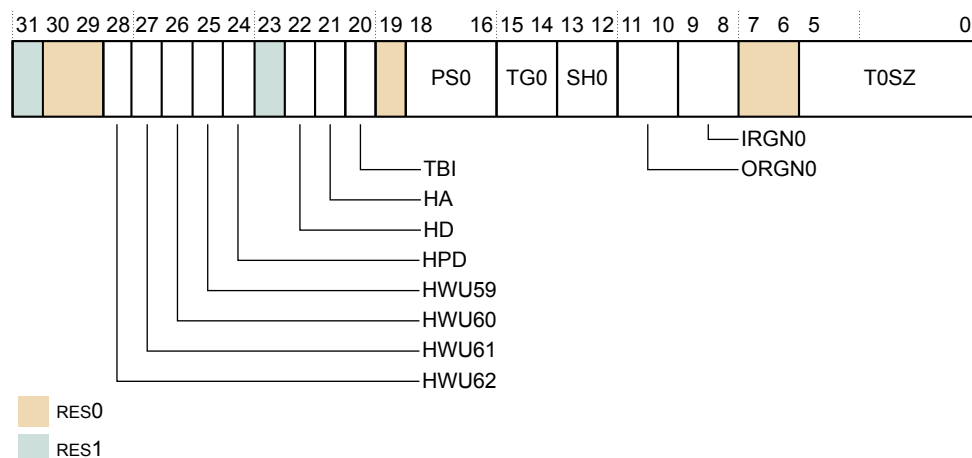 31 30 29 28 27 26 25 24 23 22 21 20 19 18 16 15 14 13 12 11 10 9 8 7 6 5 0
PS0 TG0 SH0 T0SZ
IRGN0
TBI ORGN0
HA
HD
HPD
HWU59
HWU60
HWU61
HWU62
RES0
RES1